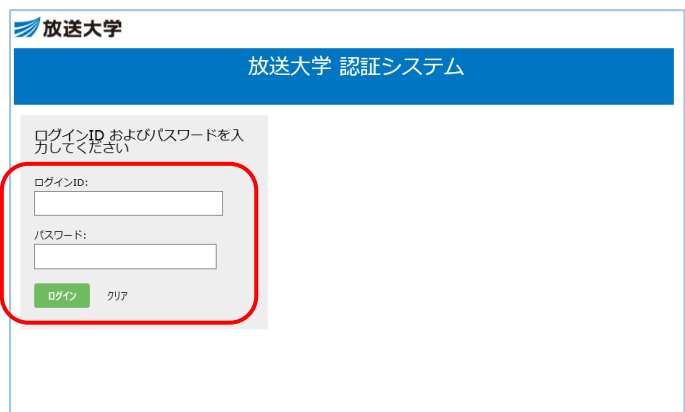 放送大学
放送大学 認証システム
ログインID およびパスワードを入
力してください
ログインID:
パスワード:
ログイン クリア